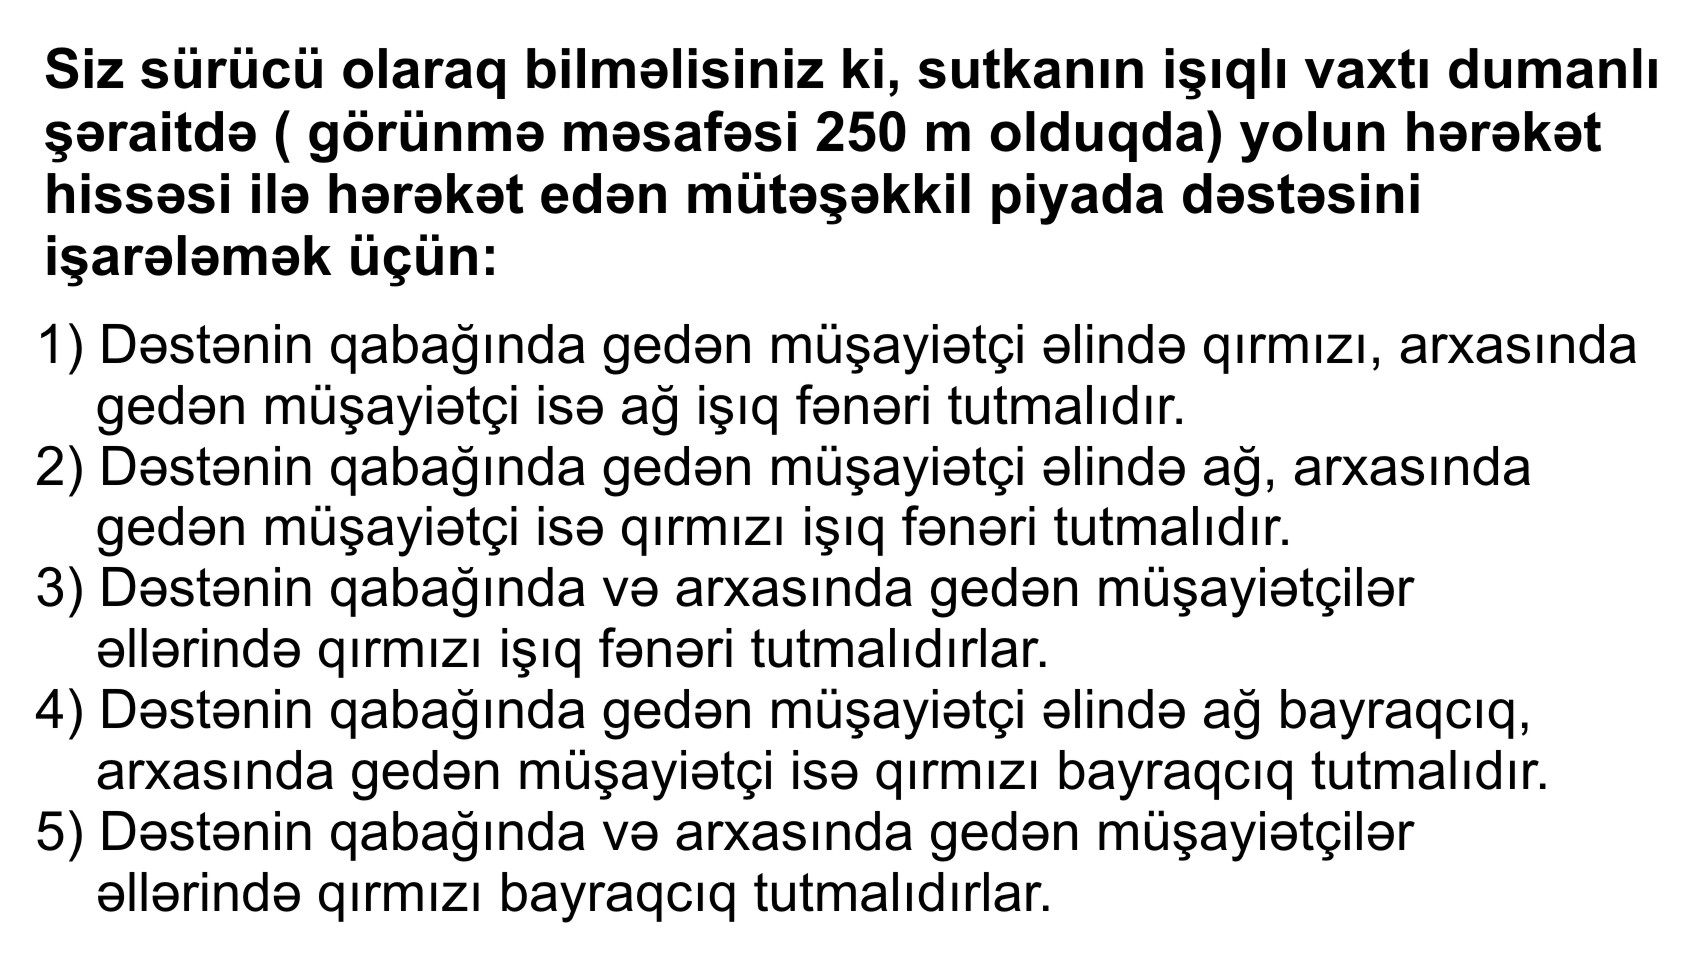 Siz sürücü olaraq bilməlisiniz ki, sutkanın işıqlı vaxtı dumanlı
şəraitdə ( görünmə məsafəsi 250 m olduqda) yolun hərəkət
hissəsi ilə hərəkət edən mütəşəkkil piyada dəstəsini
işarələmək üçün:
1) Dəstənin qabağında gedən müşayiətçi əlində qırmızı, arxasında
gedən müşayiətçi isə ağ işıq fənəri tutmalıdır.
2) Dəstənin qabağında gedən müşayiətçi əlində ağ, arxasında
gedən müşayiətçi isə qırmızı işıq fənəri tutmalıdır.
3) Dəstənin qabağında və arxasında gedən müşayiətçilər
əllərində qırmızı işıq fənəri tutmalıdırlar.
4) Dəstənin qabağında gedən müşayiətçi əlində ağ bayraqcıq,
arxasında gedən müşayiətçi isə qırmızı bayraqcıq tutmalıdır.
5) Dəstənin qabağında və arxasında gedən müşayiətçilər
əllərində qırmızı bayraqcıq tutmalıdırlar.